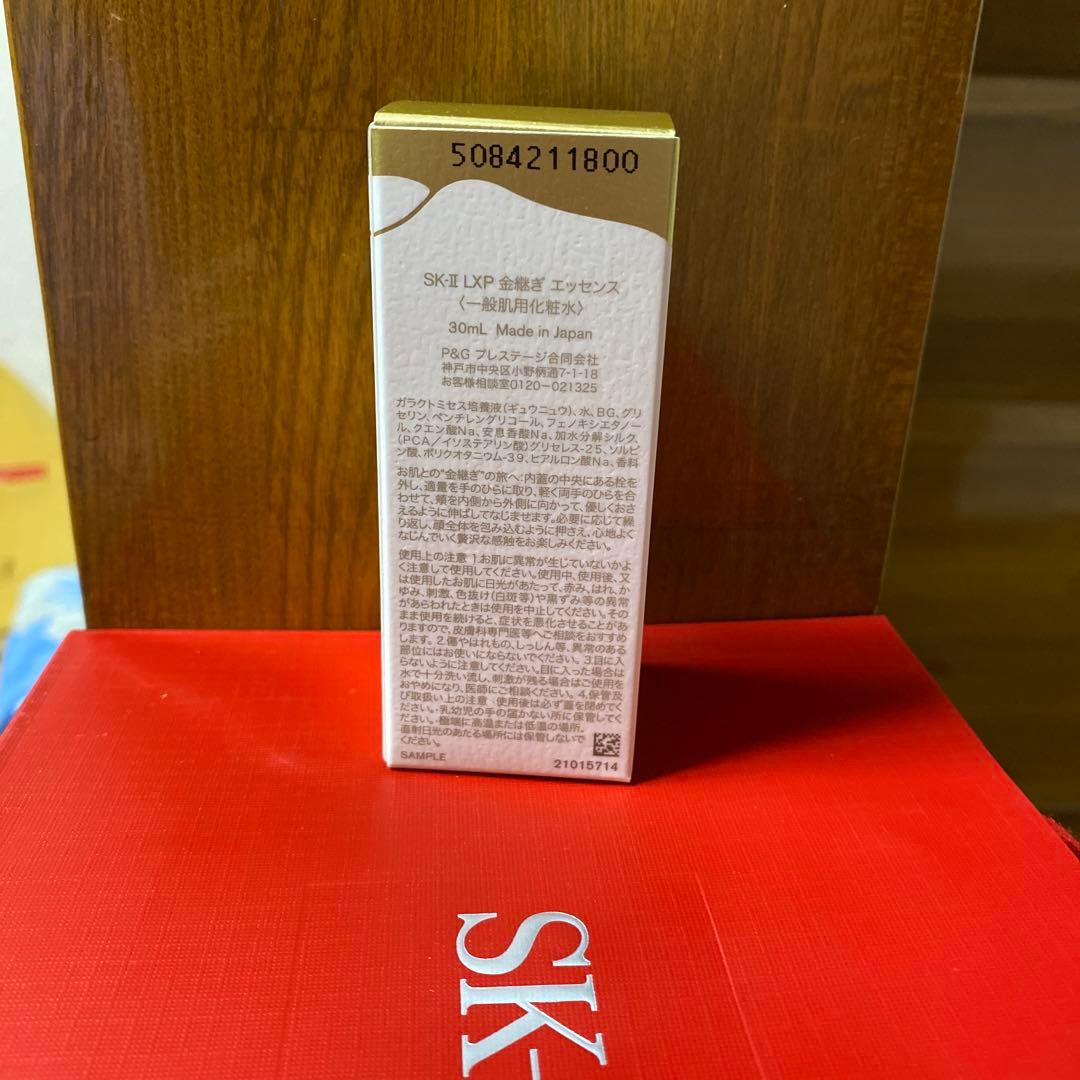 5084211800
SK-II LXP 金継ぎ エッセンス
〈一般肌用化粧水〉
30mL Made in Japan
P&G プレステージ合同会社
神戸市中央区小野柄通7-1-18
お客様相談室0120-021325
ガラクトミセス培養液(ギュウニュウ)、水、BG、グリ
セリン、ペンチレングリコール、フェノキシエタノー
ル、クエン酸Na、安息香酸Na、加水分解シルク、
(PCA/イソステアリン酸)グリセレス-25、ソルビ
ン酸、ポリクオタニウム-39、ヒアルロン酸Na、香料
お肌との"金継ぎ"の旅へ:内蓋の中央にある栓を
外し、適量を手のひらに取り、軽く両手のひらを合
わせて、頬を内側から外側に向かって、優しくおさ
えるように伸ばしてなじませます。必要に応じて繰
り返し、顔全体を包み込むように押さえ、心地よく
なじんでいく贅沢な感触をお楽しみください。
使用上の注意 1.お肌に異常が生じていないかよ
く注意して使用してください。使用中、使用後、又
は使用したお肌に日光があたって、赤み、はれ、か
ゆみ、刺激、色抜け(白斑等)や黒ずみ等の異常
があらわれたときは使用を中止してください。その
まま使用を続けると、症状を悪化させることがあ
りますので、皮膚科専門医等へご相談をおすすめ
します。2.傷やはれもの、しっしん等、異常のある
部位にはお使いにならないでください。3.目に入
らないように注意してください。目に入った場合は
水で十分洗い流し、刺激が残る場合はご使用を
おやめになり、医師にご相談ください。4.保管及
び取扱い上の注意・使用後は必ず蓋を閉めてく
ださい。・乳幼児の手の届かない所に保管してく
ださい。・極端に高温または低温の場所、
直射日光のあたる場所には保管しないで
ください。
SAMPLE
21015714
SK-